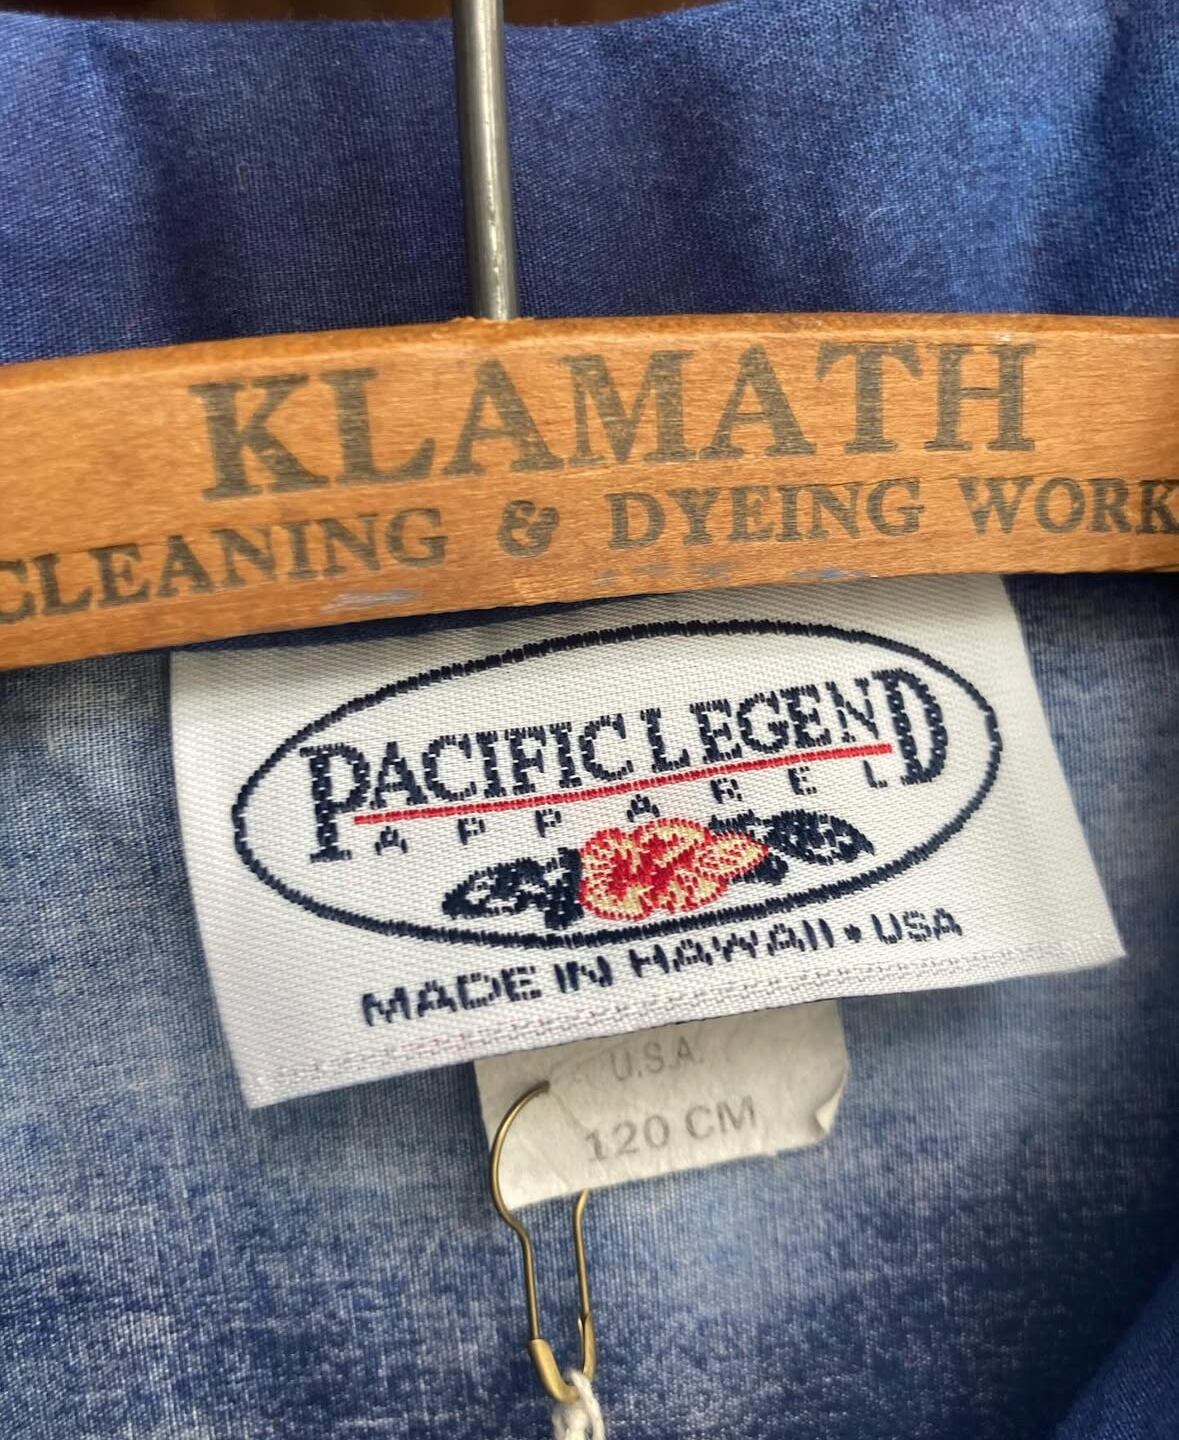 KLAMATH
CLEANING & DYEING WORK
PACIFIC LEGEND
APPAREL
MADE IN HAWAII • USA
U.S.A.
120 CM